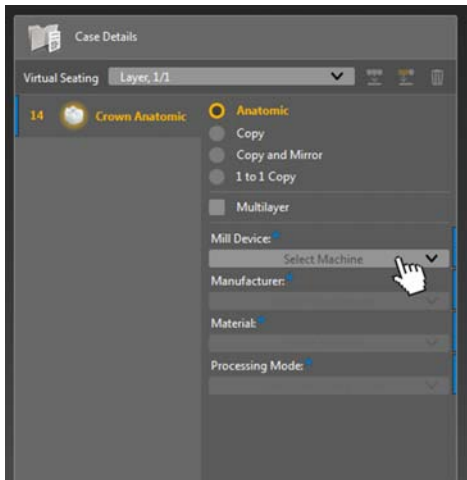 Case Details
Virtual Seating Layer, 1/1
14 Crown Anatomic
Anatomic
Copy
Copy and Mirror
1 to 1 Copy
Multilayer
Mill Device:*
Select Machine
Manufacturer:*
Material:*
Processing Mode:*